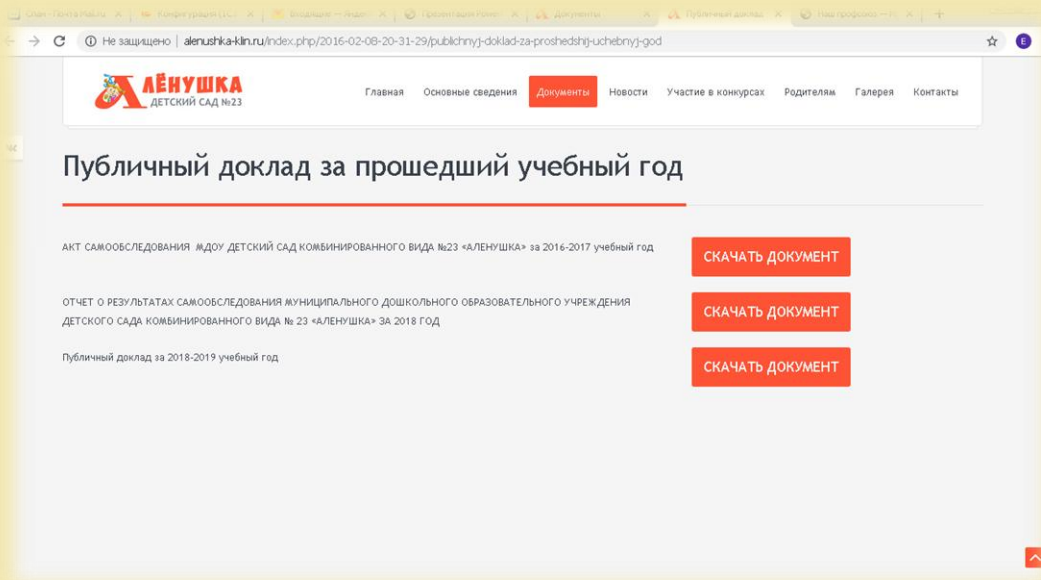 Не защищено | alenushka-klin.ru/index.php/2016-02-08-20-31-29/publichnyj-doklad-za-proshedshij-uchebnyj-god
E
АЛЁНУШКА
ДЕТСКИЙ САД №23
Главная Основные сведения Документы Новости Участие в конкурсах Родителям Галерея Контакты
Публичный доклад за прошедший учебный год
АКТ САМООБСЛЕДОВАНИЯ МДОУ ДЕТСКИЙ САД КОМБИНИРОВАННОГО ВИДА №23 «АЛЕНУШКА» за 2016-2017 учебный год
СКАЧАТЬ ДОКУМЕНТ
ОТЧЕТ О РЕЗУЛЬТАТАХ САМООБСЛЕДОВАНИЯ МУНИЦИПАЛЬНОГО ДОШКОЛЬНОГО ОБРАЗОВАТЕЛЬНОГО УЧРЕЖДЕНИЯ
ДЕТСКОГО САДА КОМБИНИРОВАННОГО ВИДА № 23 «АЛЕНУШКА» ЗА 2018 ГОД
СКАЧАТЬ ДОКУМЕНТ
Публичный доклад за 2018-2019 учебный год
СКАЧАТЬ ДОКУМЕНТ